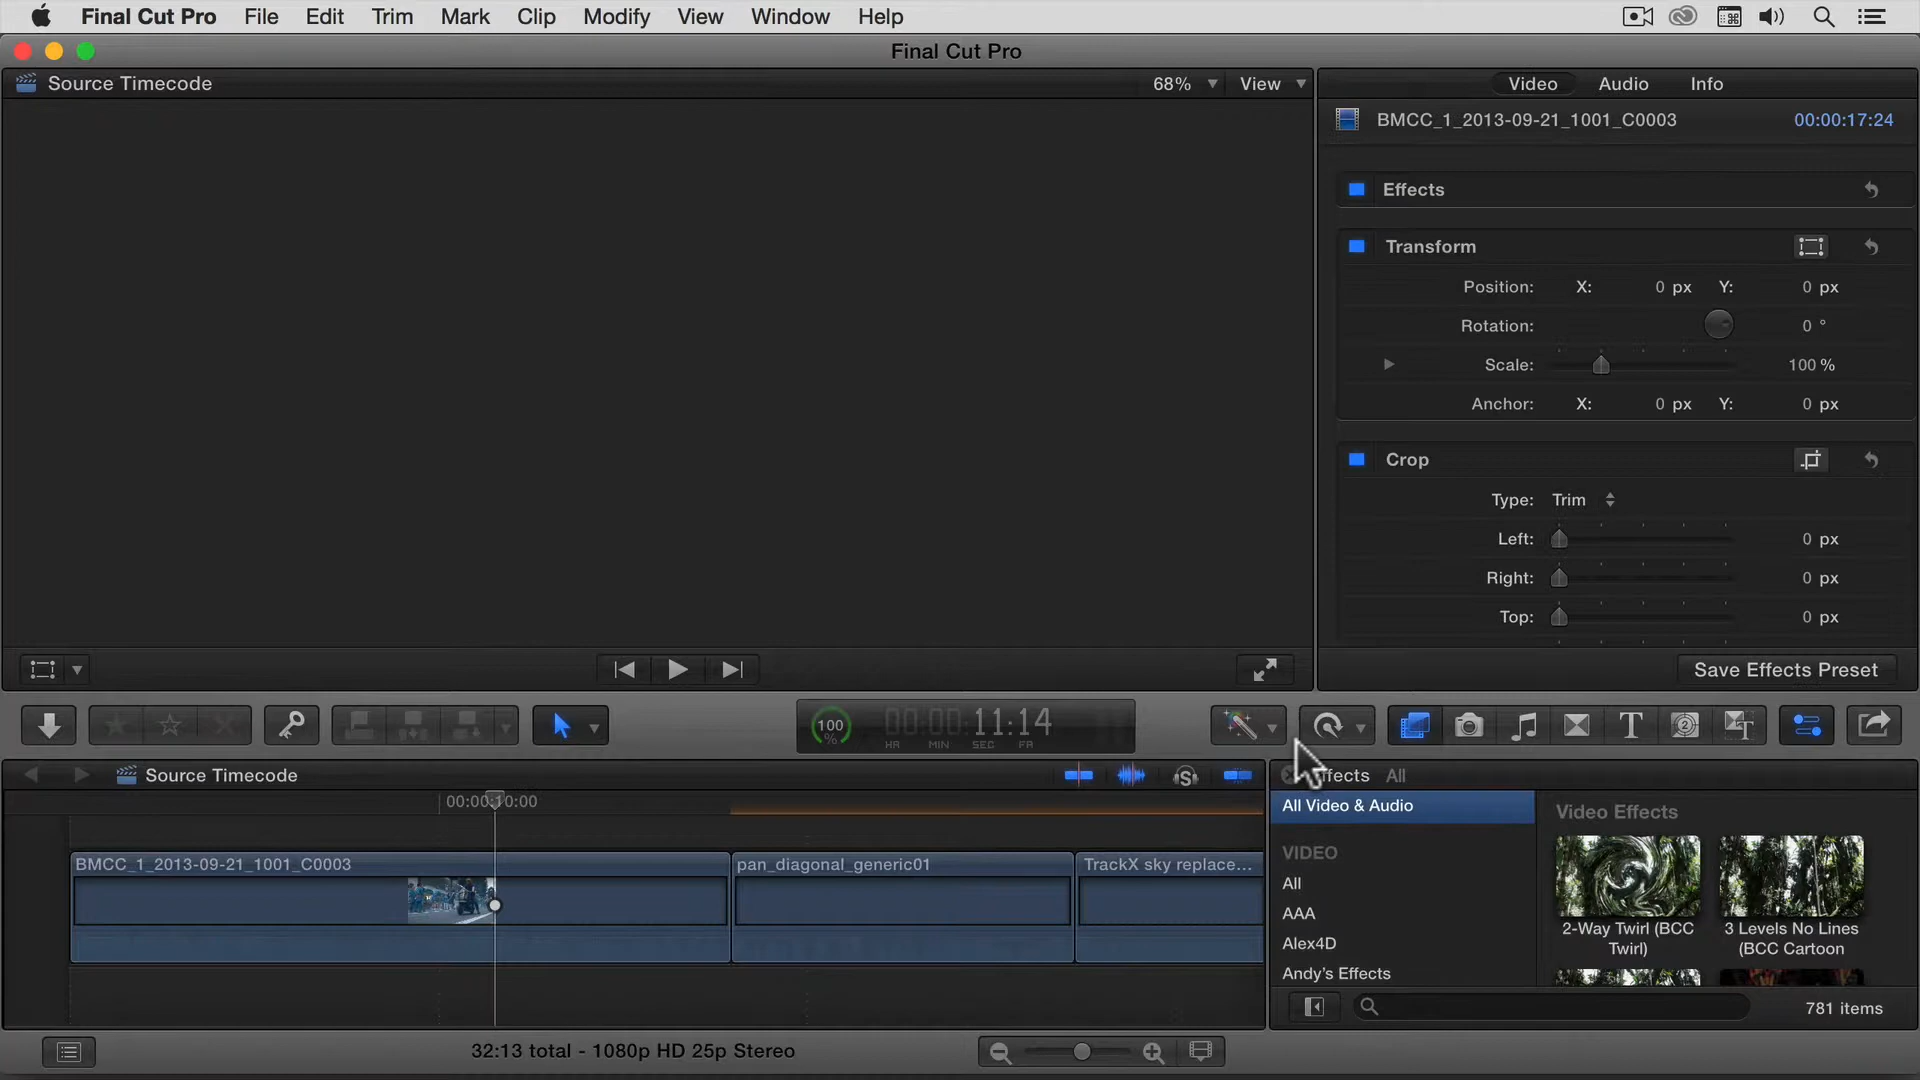 Final Cut Pro File Edit Trim Mark Clip Modify View Window Help
Final Cut Pro
Source Timecode 68% View
Video Audio Info
BMCC_1_2013-09-21_1001_C0003 00:00:17:24
Effects
Transform
Position: X: 0 px Y: 0 px
Rotation: 0 °
Scale: 100 %
Anchor: X: 0 px Y: 0 px
Crop
Type: Trim
Left: 0 px
Right: 0 px
Top: 0 px
Save Effects Preset
100 % 00:00:11:14
HR MIN SEC FR
T T
Source Timecode
Effects All
00:00:10:00
All Video & Audio
Video Effects
VIDEO
All
AAA
Alex4D
Andy's Effects
BMCC_1_2013-09-21_1001_C0003 pan_diagonal_generic01 TrackX sky replace...
2-Way Twirl (BCC
Twirl)
3 Levels No Lines
(BCC Cartoon
781 items
32:13 total - 1080p HD 25p Stereo